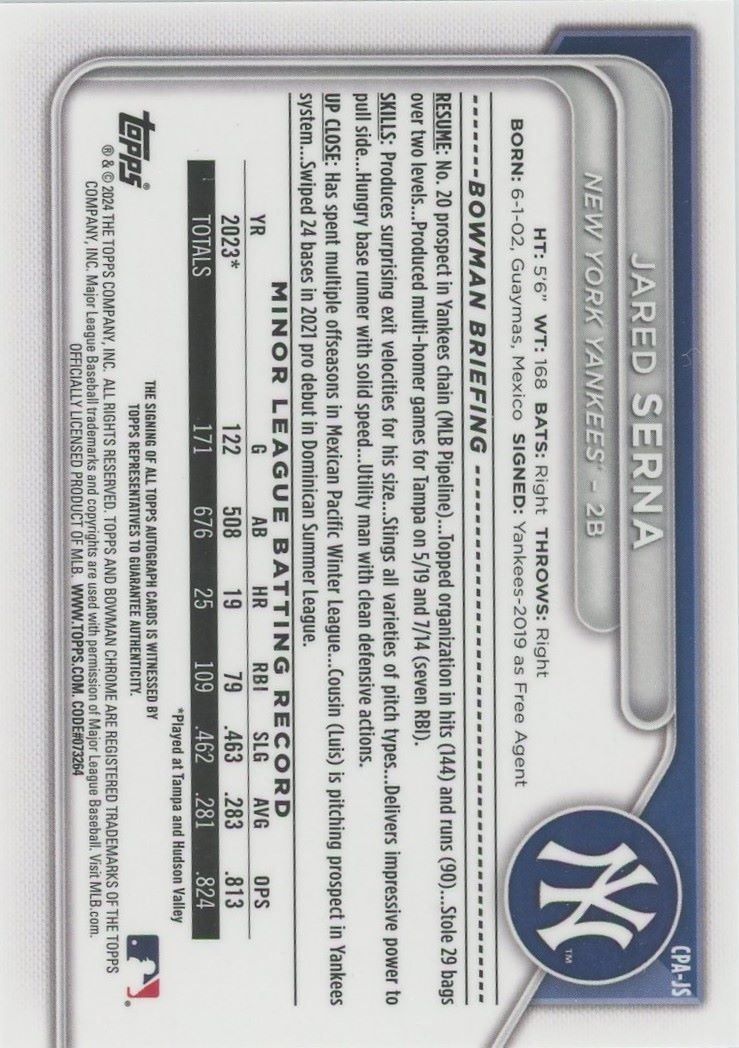 CPA-JS
JARED SERNA
NEW YORK YANKEES® – 2B
NY™
HT: 5'6" WT: 168 BATS: Right THROWS: Right
BORN: 6-1-02, Guaymas, Mexico SIGNED: Yankees-2019 as Free Agent
BOWMAN BRIEFING
RESUME: No. 20 prospect in Yankees chain (MLB Pipeline)...Topped organization in hits (144) and runs (90)...Stole 29 bags
over two levels...Produced multi-homer games for Tampa on 5/19 and 7/14 (seven RBI).
SKILLS: Produces surprising exit velocities for his size...Stings all varieties of pitch types...Delivers impressive power to
pull side...Hungry base runner with solid speed...Utility man with clean defensive actions.
UP CLOSE: Has spent multiple offseasons in Mexican Pacific Winter League...Cousin (Luis) is pitching prospect in Yankees
system...Swiped 24 bases in 2021 pro debut in Dominican Summer League.
MINOR LEAGUE BATTING RECORD
YR G AB HR RBI SLG AVG OPS
2023* 122 508 19 79 .463 .283 .813
TOTALS 171 676 25 109 .462 .281 .824
*Played at Tampa and Hudson Valley
THE SIGNING OF ALL TOPPS AUTOGRAPH CARDS IS WITNESSED BY
TOPPS REPRESENTATIVES TO GUARANTEE AUTHENTICITY.
topps®
® & © 2024 THE TOPPS COMPANY, INC. ALL RIGHTS RESERVED. TOPPS AND BOWMAN CHROME ARE REGISTERED TRADEMARKS OF THE TOPPS
COMPANY, INC. Major League Baseball trademarks and copyrights are used with permission of Major League Baseball. Visit MLB.com.
OFFICIALLY LICENSED PRODUCT OF MLB. WWW.TOPPS.COM. CODE#073264